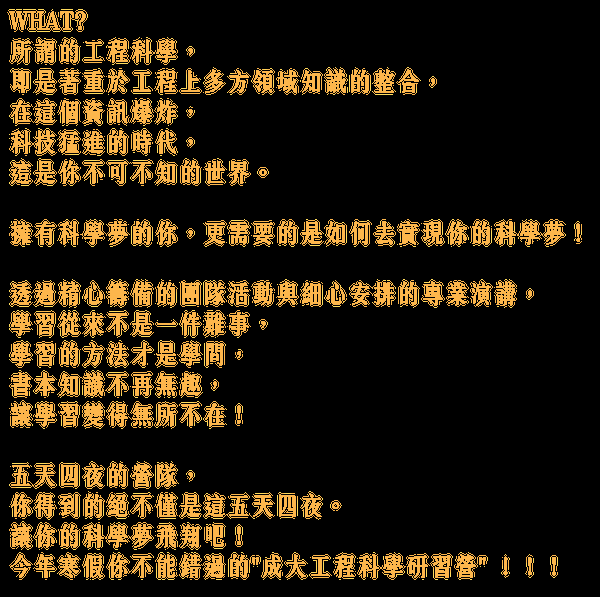 WHAT?
所謂的工程科學，
即是著重於工程上多方領域知識的整合，
在這個資訊爆炸，
科技猛進的時代，
這是你不可不知的世界。
擁有科學夢的你，更需要的是如何去實現你的科學夢！
透過精心籌備的團隊活動與細心安排的專業演講，
學習從來不是一件難事，
學習的方法才是學問，
書本知識不再無趣，
讓學習變得無所不在！
五天四夜的營隊，
你得到的絕不僅是這五天四夜。
讓你的科學夢飛翔吧！
今年寒假你不能錯過的"成大工程科學研習營"！！！